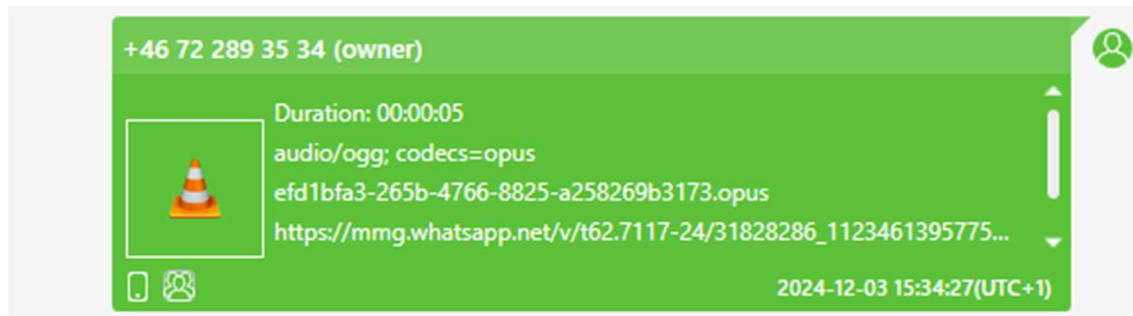 +46 72 289 35 34 (owner)
Duration: 00:00:05
audio/ogg; codecs=opus
efd1bfa3-265b-4766-8825-a258269b3173.opus
https://mmg.whatsapp.net/v/t62.7117-24/31828286_1123461395775...
2024-12-03 15:34:27(UTC+1)